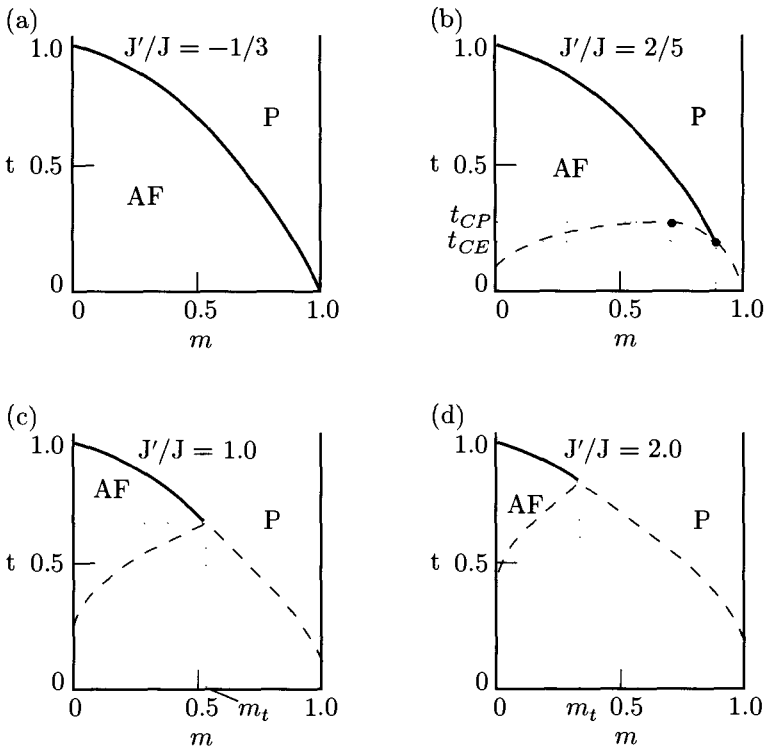 (a)
J′/J = −1/3
1.0
P
t 0.5
AF
0
0 0.5 1.0
m
(b)
J′/J = 2/5
1.0
P
t 0.5
AF
t_CP
t_CE
0
0 0.5 1.0
m
(c)
J′/J = 1.0
1.0
AF
P
t 0.5
0
0 0.5 m_t 1.0
m
(d)
J′/J = 2.0
1.0
AF
P
t 0.5
0
0 m_t 0.5 1.0
m